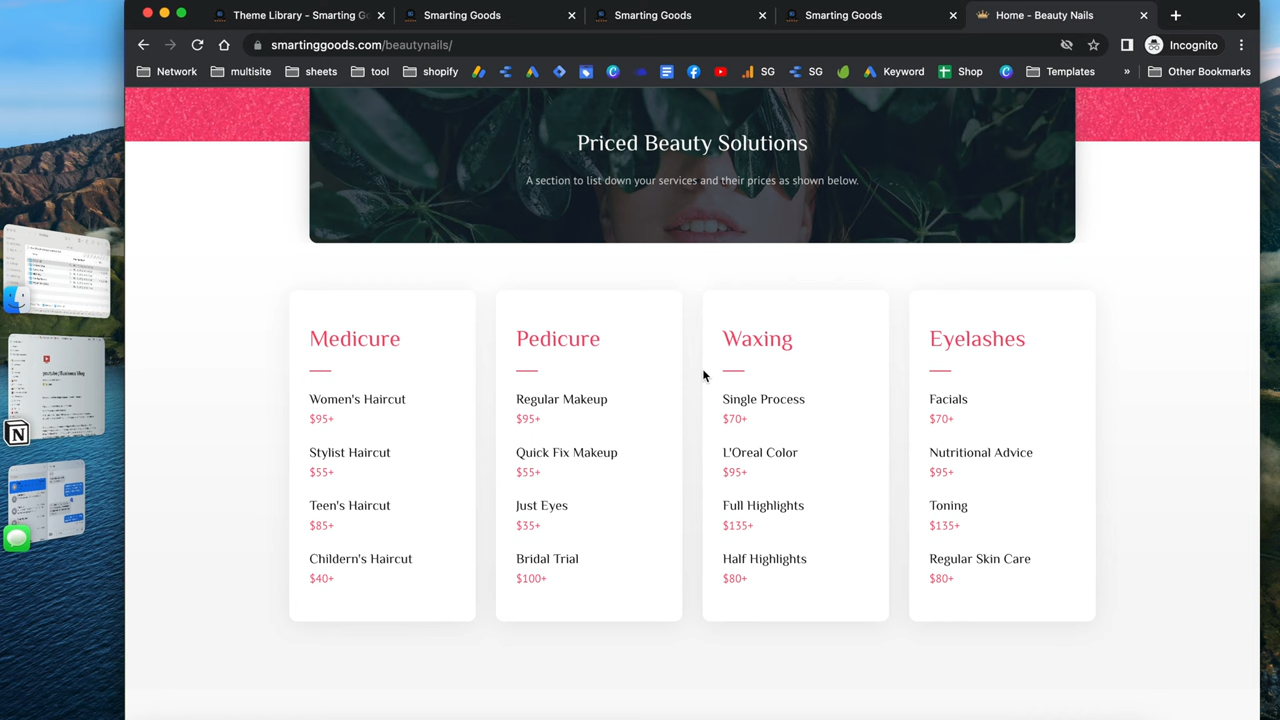 Theme Library - Smarting Go
Smarting Goods
Smarting Goods
Smarting Goods
Home - Beauty Nails
smartinggoods.com/beautynails/
Incognito
Network
multisite
sheets
tool
shopify
SG
SG
Keyword
Shop
Templates
»
Other Bookmarks
Priced Beauty Solutions
A section to list down your services and their prices as shown below.
Medicure
Women's Haircut
$95+
Stylist Haircut
$55+
Teen's Haircut
$85+
Childern's Haircut
$40+
Pedicure
Regular Makeup
$95+
Quick Fix Makeup
$55+
Just Eyes
$35+
Bridal Trial
$100+
Waxing
Single Process
$70+
L'Oreal Color
$95+
Full Highlights
$135+
Half Highlights
$80+
Eyelashes
Facials
$70+
Nutritional Advice
$95+
Toning
$135+
Regular Skin Care
$80+